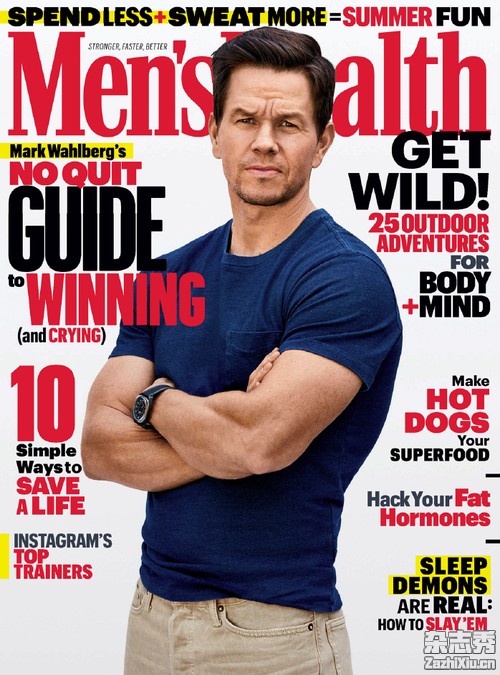 SPEND LESS + SWEAT MORE = SUMMER FUN
STRONGER, FASTER, BETTER
Men's Health
Mark Wahlberg's
NO QUIT
GUIDE
to WINNING
(and CRYING)
GET
WILD!
25 OUTDOOR
ADVENTURES
FOR
BODY
+MIND
10
Simple
Ways to
SAVE
A LIFE
INSTAGRAM'S
TOP
TRAINERS
Make
HOT
DOGS
Your
SUPERFOOD
Hack Your Fat
Hormones
SLEEP
DEMONS
ARE REAL:
HOW TO SLAY 'EM
杂志秀
ZaZhiXiu.cn